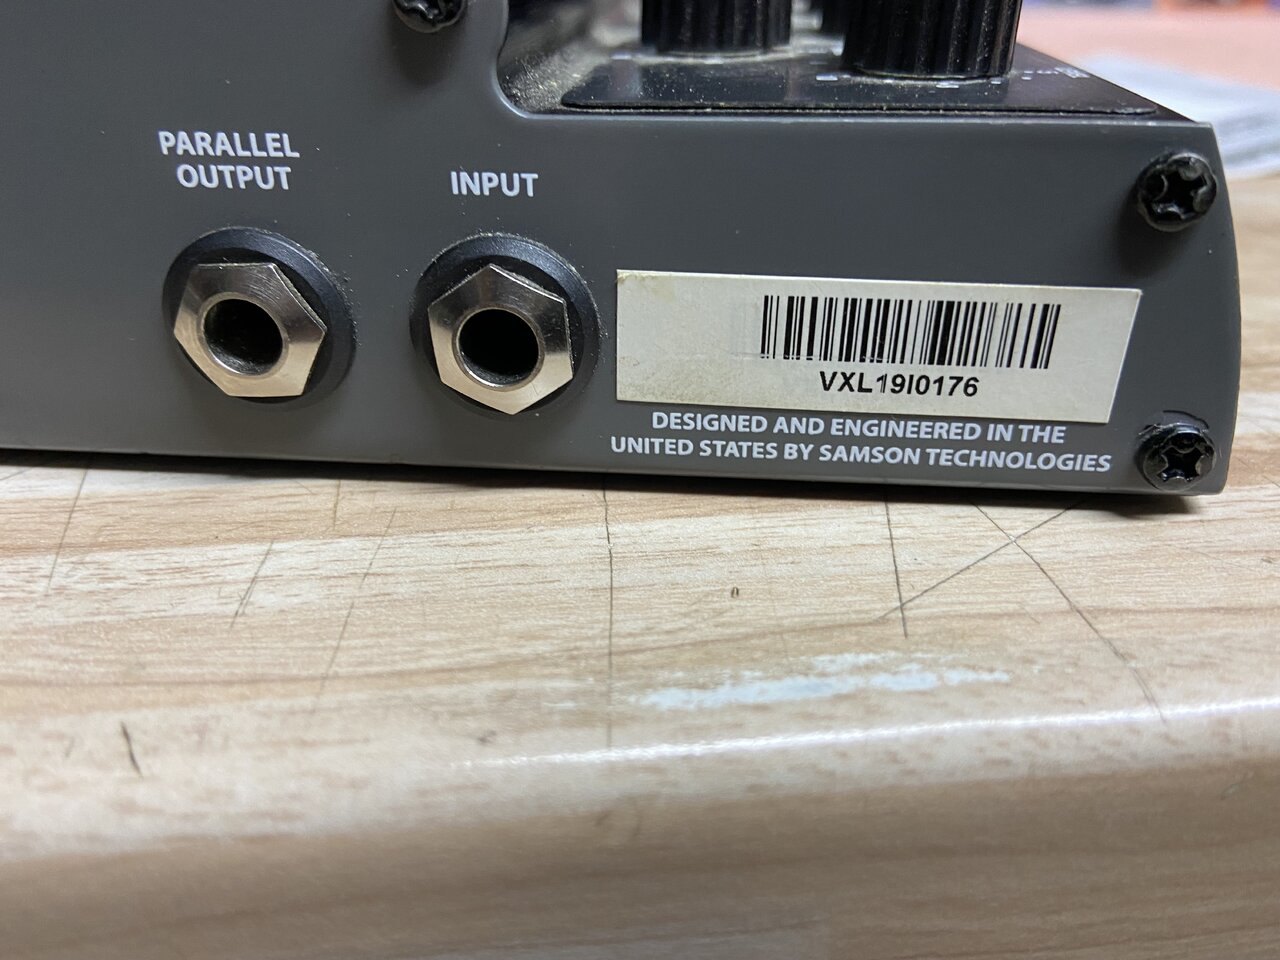 PARALLEL
OUTPUT
INPUT
VXL19I0176
DESIGNED AND ENGINEERED IN THE
UNITED STATES BY SAMSON TECHNOLOGIES